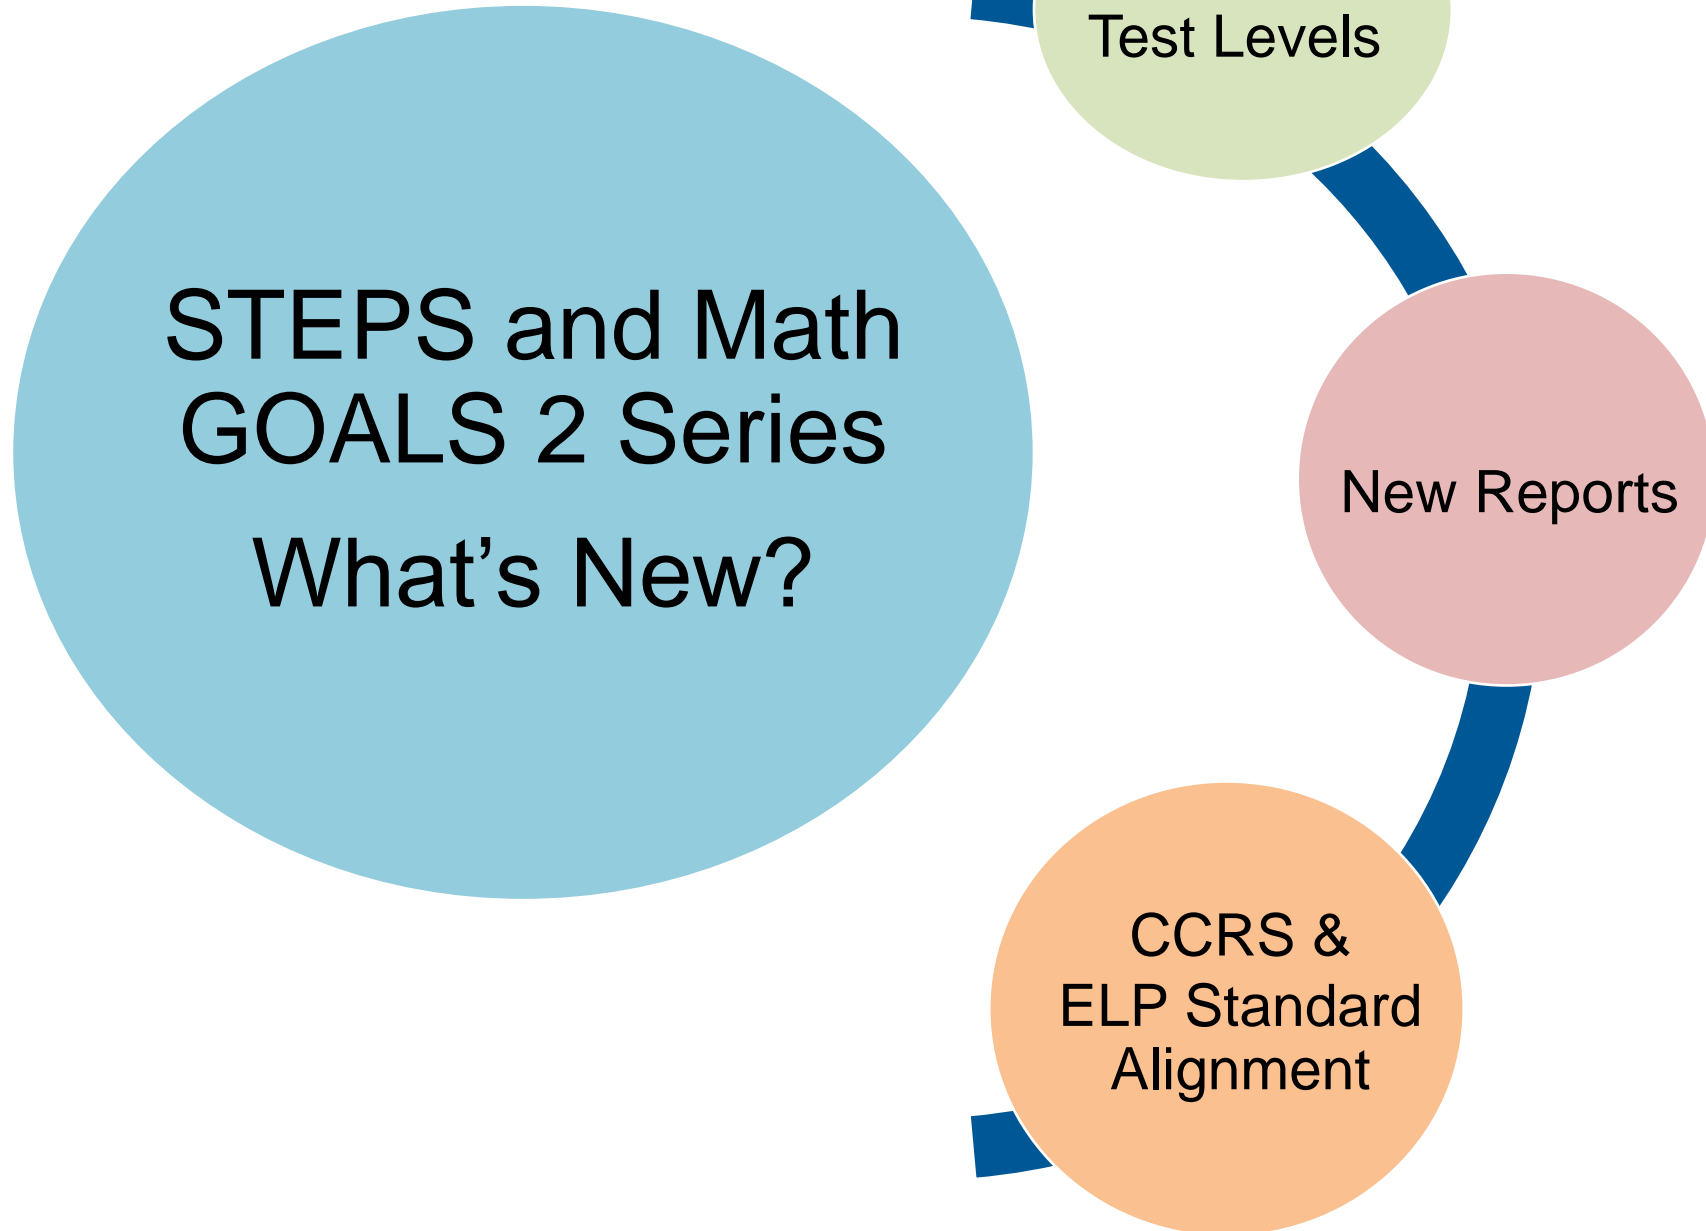 STEPS and Math
GOALS 2 Series
What's New?
Test Levels
New Reports
CCRS &
ELP Standard
Alignment